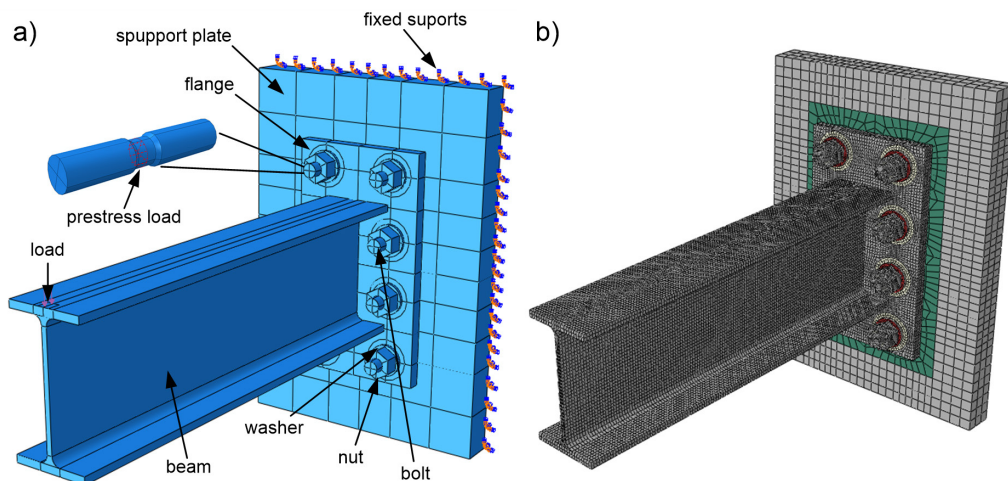 a)
fixed suports
b)
spupport plate
flange
prestress load
load
washer
beam
nut
bolt